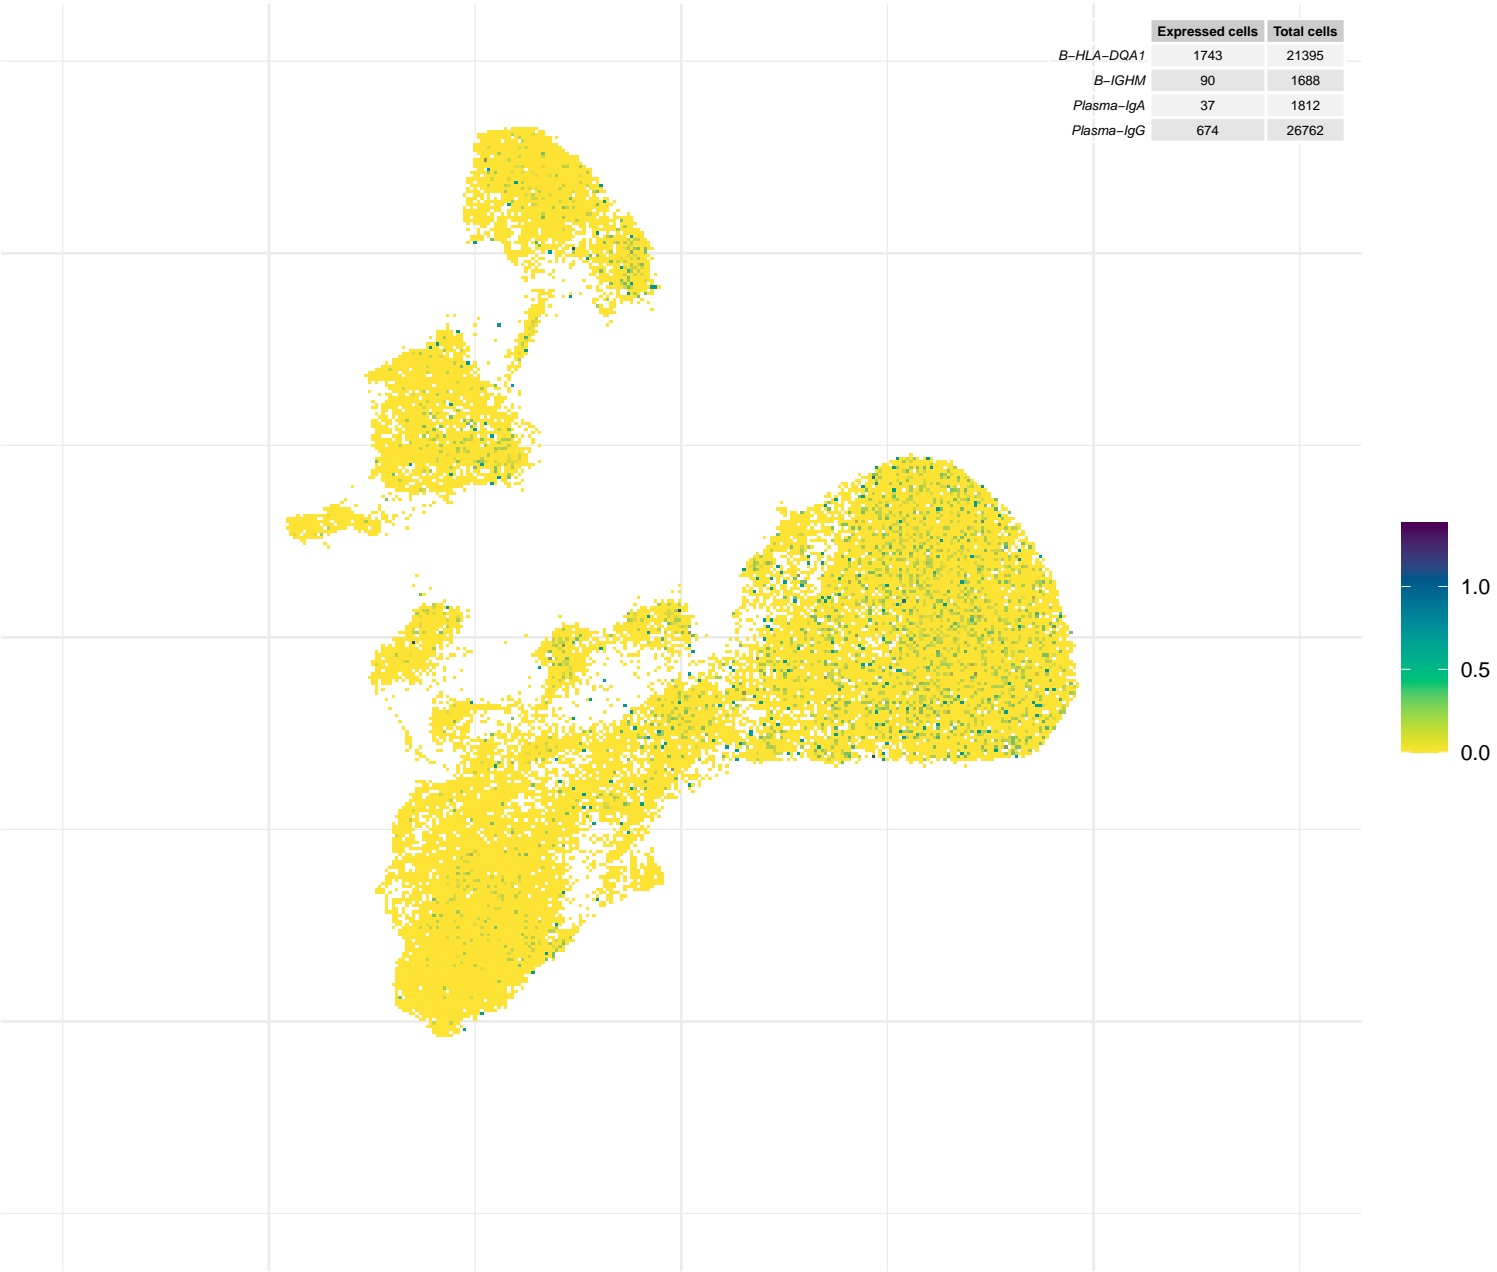 Expressed cells Total cells
B−HLA−DQA1 1743 21395
B−IGHM 90 1688
Plasma−IgA 37 1812
Plasma−IgG 674 26762
1.0
0.5
0.0